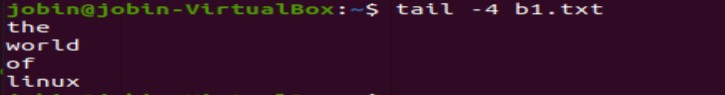 jobin@jobin-VirtualBox:~$ tail -4 b1.txt
the
world
of
linux